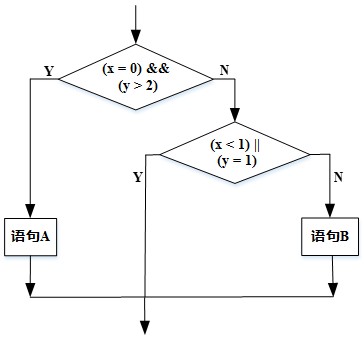 (x = 0) &&
(y > 2)
Y
N
(x < 1) ||
(y = 1)
Y
N
语句A
语句B